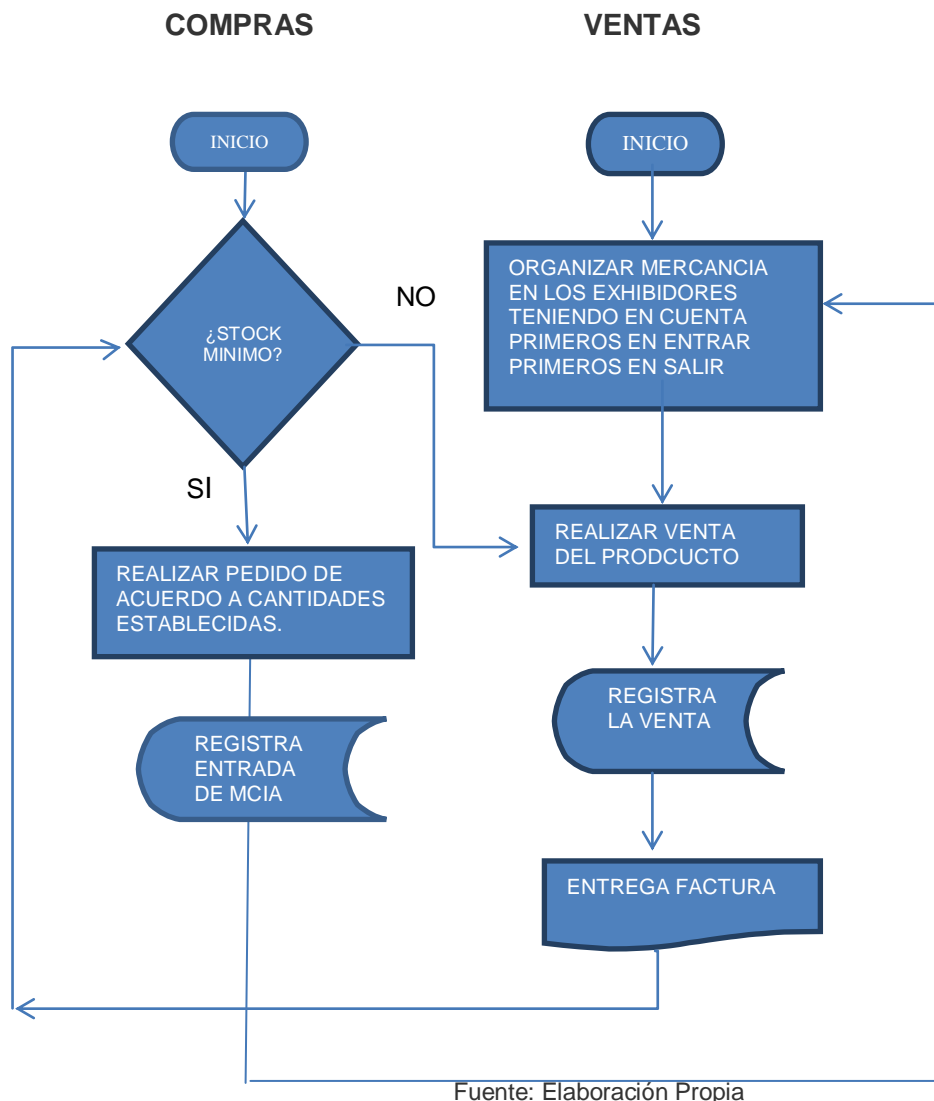 COMPRAS
VENTAS
INICIO
INICIO
¿STOCK
MINIMO?
NO
SI
REALIZAR PEDIDO DE
ACUERDO A CANTIDADES
ESTABLECIDAS.
REGISTRA
ENTRADA
DE MCIA
ORGANIZAR MERCANCIA
EN LOS EXHIBIDORES
TENIENDO EN CUENTA
PRIMEROS EN ENTRAR
PRIMEROS EN SALIR
REALIZAR VENTA
DEL PRODCUCTO
REGISTRA
LA VENTA
ENTREGA FACTURA
Fuente: Elaboración Propia